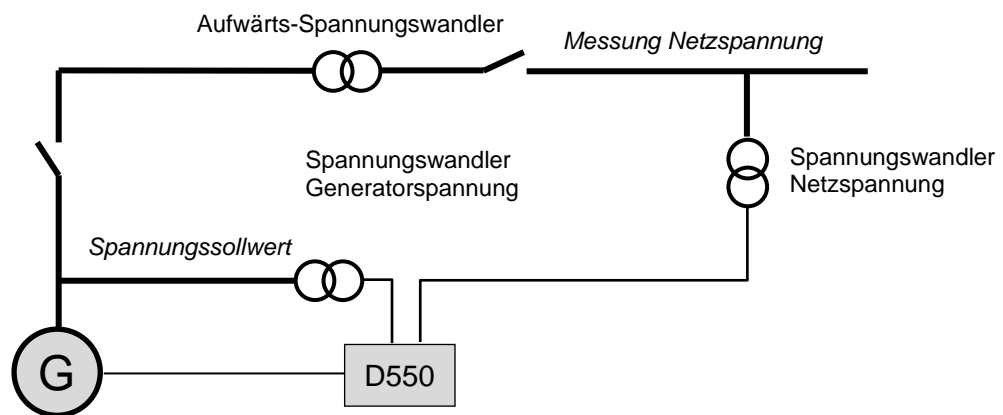 Aufwärts-Spannungswandler
Messung Netzspannung
Spannungswandler
Generatorspannung
Spannungswandler
Netzspannung
Spannungssollwert
G
D550